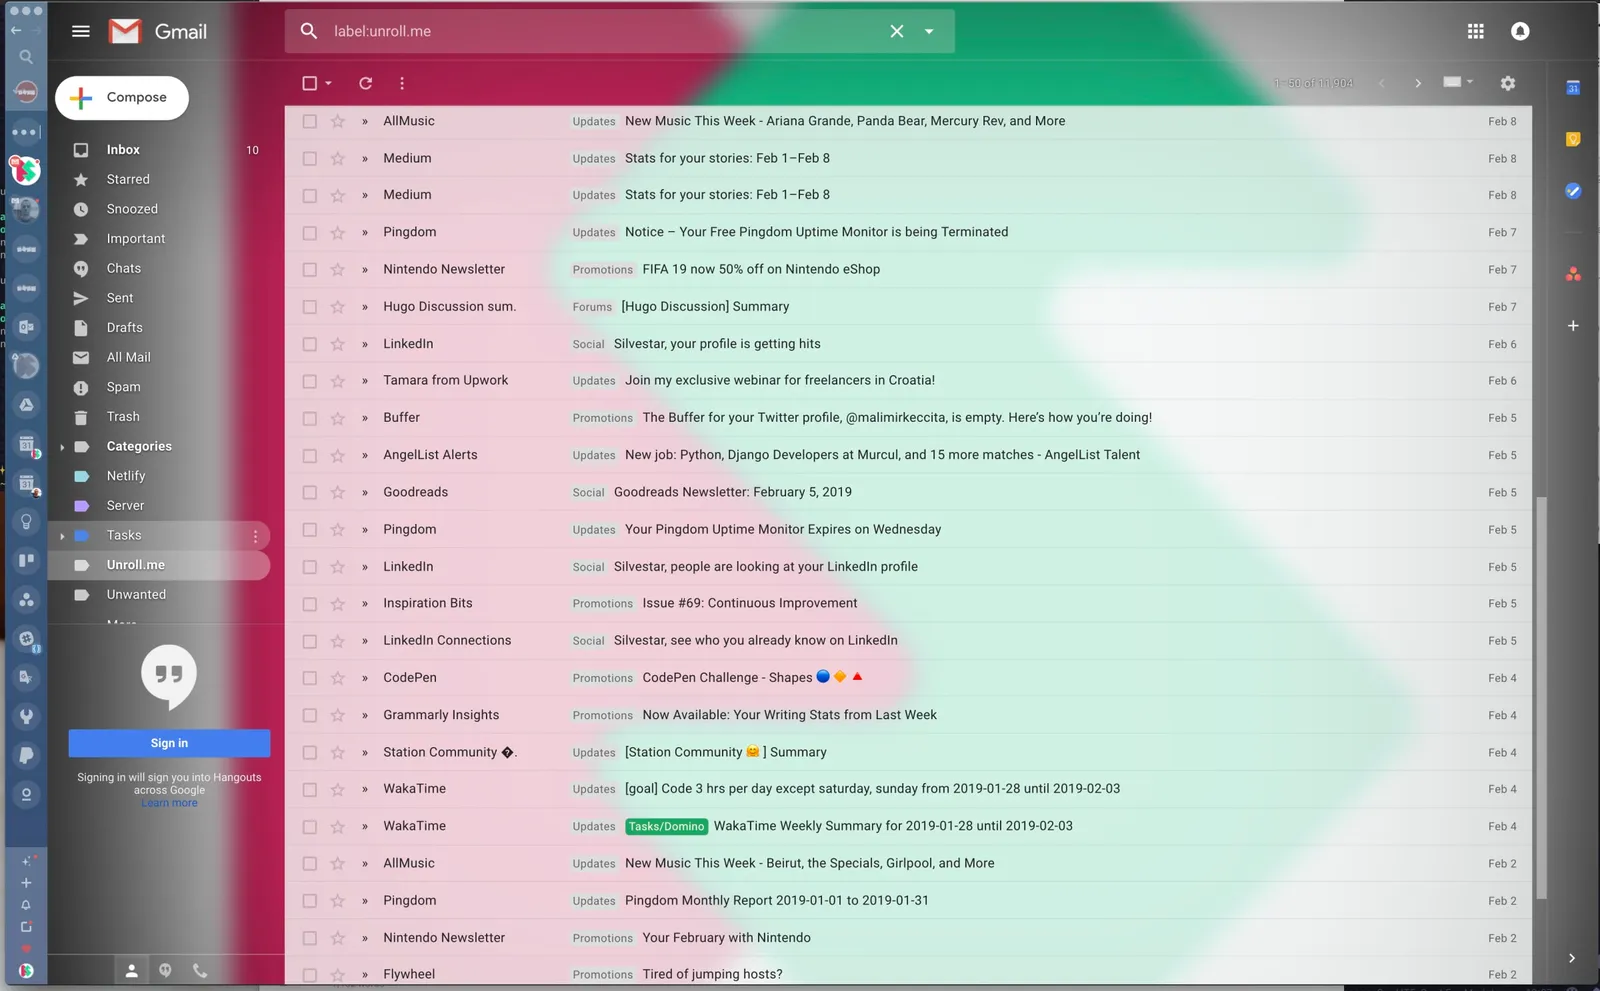 Gmail
label:unroll.me
1–50 of 11,904
Compose
Inbox 10
Starred
Snoozed
Important
Chats
Sent
Drafts
All Mail
Spam
Trash
Categories
Netlify
Server
Tasks
Unroll.me
Unwanted
Sign in
Signing in will sign you into Hangouts
across Google
Learn more
AllMusic Updates New Music This Week - Ariana Grande, Panda Bear, Mercury Rev, and More Feb 8
Medium Updates Stats for your stories: Feb 1–Feb 8 Feb 8
Medium Updates Stats for your stories: Feb 1–Feb 8 Feb 8
Pingdom Updates Notice – Your Free Pingdom Uptime Monitor is being Terminated Feb 7
Nintendo Newsletter Promotions FIFA 19 now 50% off on Nintendo eShop Feb 7
Hugo Discussion sum. Forums [Hugo Discussion] Summary Feb 7
LinkedIn Social Silvestar, your profile is getting hits Feb 6
Tamara from Upwork Updates Join my exclusive webinar for freelancers in Croatia! Feb 6
Buffer Promotions The Buffer for your Twitter profile, @malimirkeccita, is empty. Here’s how you’re doing! Feb 5
AngelList Alerts Updates New job: Python, Django Developers at Murcul, and 15 more matches - AngelList Talent Feb 5
Goodreads Social Goodreads Newsletter: February 5, 2019 Feb 5
Pingdom Updates Your Pingdom Uptime Monitor Expires on Wednesday Feb 5
LinkedIn Social Silvestar, people are looking at your LinkedIn profile Feb 5
Inspiration Bits Promotions Issue #69: Continuous Improvement Feb 5
LinkedIn Connections Social Silvestar, see who you already know on LinkedIn Feb 5
CodePen Promotions CodePen Challenge - Shapes 🔵 🔶 🔺 Feb 4
Grammarly Insights Promotions Now Available: Your Writing Stats from Last Week Feb 4
Station Community �. Updates [Station Community 🤗 ] Summary Feb 4
WakaTime Updates [goal] Code 3 hrs per day except saturday, sunday from 2019-01-28 until 2019-02-03 Feb 4
WakaTime Updates Tasks/Domino WakaTime Weekly Summary for 2019-01-28 until 2019-02-03 Feb 4
AllMusic Updates New Music This Week - Beirut, the Specials, Girlpool, and More Feb 2
Pingdom Updates Pingdom Monthly Report 2019-01-01 to 2019-01-31 Feb 2
Nintendo Newsletter Promotions Your February with Nintendo Feb 2
Flywheel Promotions Tired of jumping hosts? Feb 2